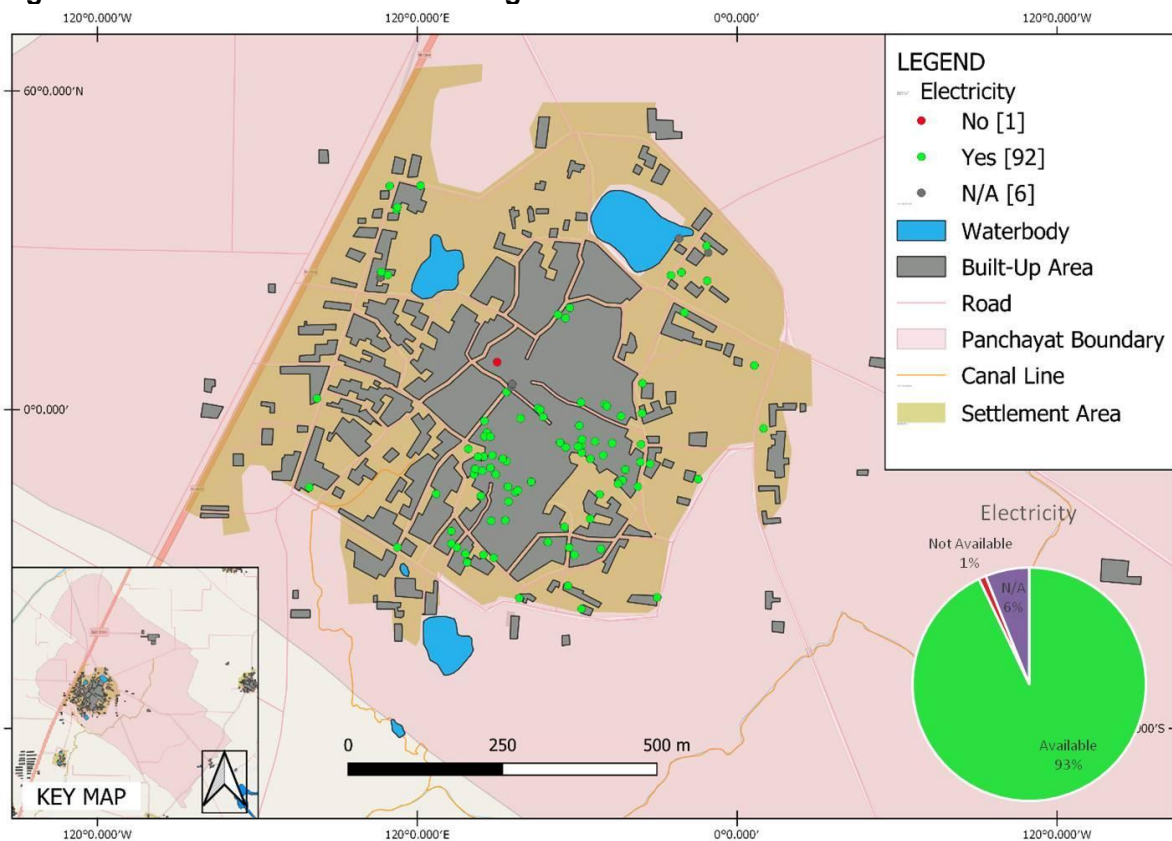 120°0.000'W 120°0.000'E 0°0.000' 120°0.000'W
60°0.000'N
0°0.000'
LEGEND
Electricity
No [1]
Yes [92]
N/A [6]
Waterbody
Built-Up Area
Road
Panchayat Boundary
Canal Line
Settlement Area
Electricity
Not Available
1%
N/A
6%
Available
93%
0 250 500 m
KEY MAP
120°0.000'W 120°0.000'E 0°0.000' 120°0.000'W